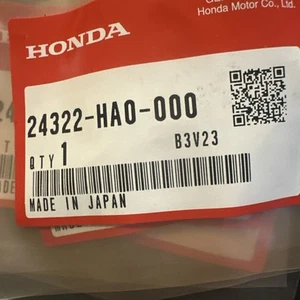 Honda Motor Co., Ltd.
HONDA
24322-HA0-000
B3V23
QTY 1
MADE IN JAPAN